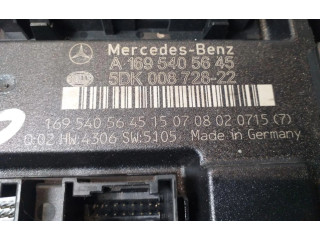 Mercedes-Benz
A 169 540 56 45
5DK 008 728-22
169 540 56 45 15 07 08 02 0715 (7)
0-02 HW:4306 SW:5105 Made in Germany